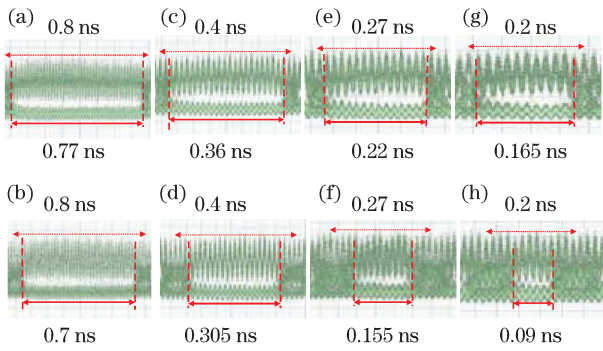 (a) (c) (e) (g)
0.8 ns 0.4 ns 0.27 ns 0.2 ns
0.77 ns 0.36 ns 0.22 ns 0.165 ns
(b) (d) (f) (h)
0.8 ns 0.4 ns 0.27 ns 0.2 ns
0.7 ns 0.305 ns 0.155 ns 0.09 ns